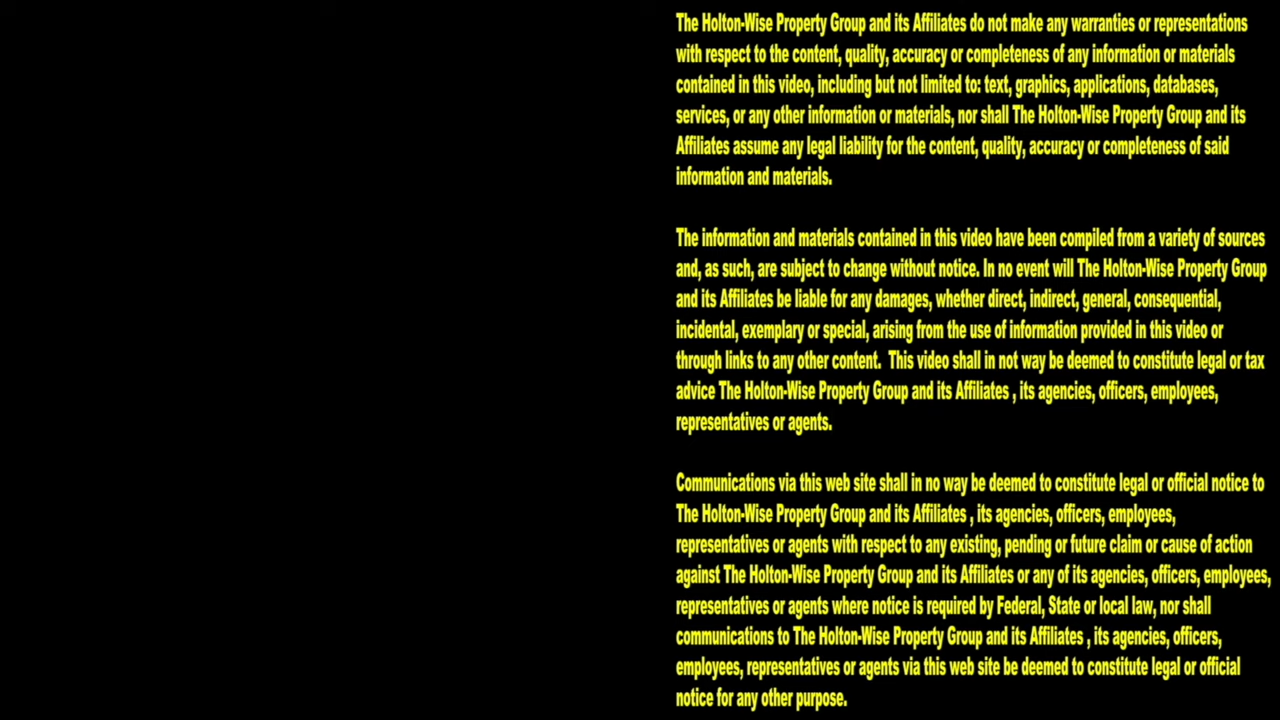 The Holton-Wise Property Group and its Affiliates do not make any warranties or representations
with respect to the content, quality, accuracy or completeness of any information or materials
contained in this video, including but not limited to: text, graphics, applications, databases,
services, or any other information or materials, nor shall The Holton-Wise Property Group and its
Affiliates assume any legal liability for the content, quality, accuracy or completeness of said
information and materials.

The information and materials contained in this video have been compiled from a variety of sources
and, as such, are subject to change without notice. In no event will The Holton-Wise Property Group
and its Affiliates be liable for any damages, whether direct, indirect, general, consequential,
incidental, exemplary or special, arising from the use of information provided in this video or
through links to any other content.  This video shall in not way be deemed to constitute legal or tax
advice The Holton-Wise Property Group and its Affiliates , its agencies, officers, employees,
representatives or agents.

Communications via this web site shall in no way be deemed to constitute legal or official notice to
The Holton-Wise Property Group and its Affiliates , its agencies, officers, employees,
representatives or agents with respect to any existing, pending or future claim or cause of action
against The Holton-Wise Property Group and its Affiliates or any of its agencies, officers, employees,
representatives or agents where notice is required by Federal, State or local law, nor shall
communications to The Holton-Wise Property Group and its Affiliates , its agencies, officers,
employees, representatives or agents via this web site be deemed to constitute legal or official
notice for any other purpose.